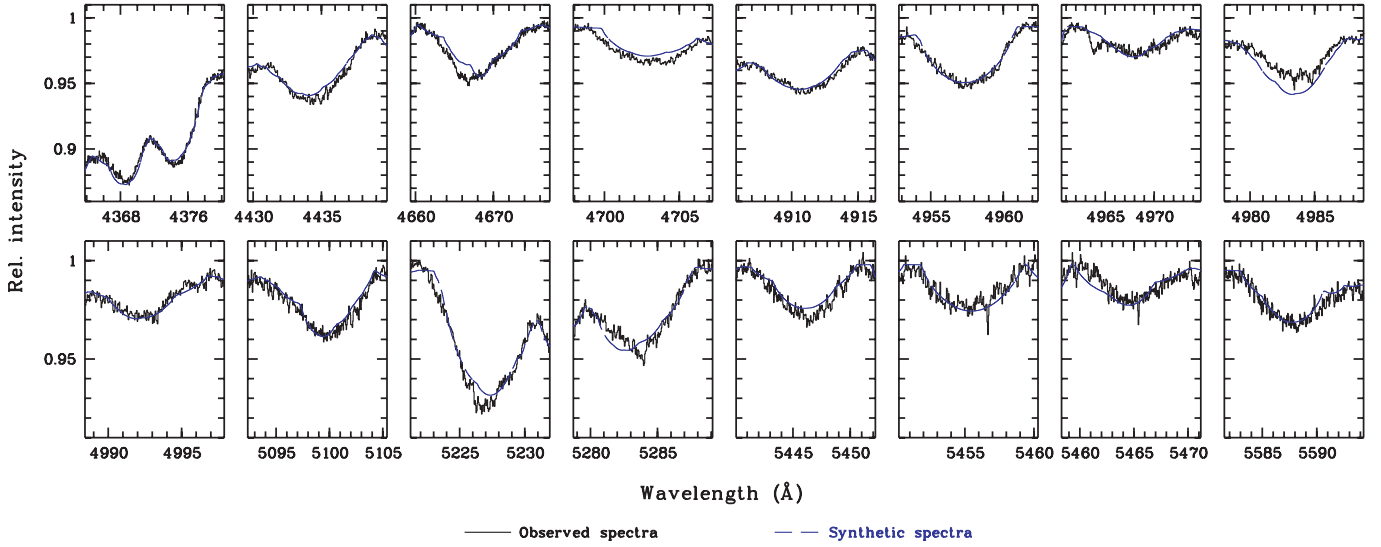 1
0.95
0.9
4368 4376 4430 4435 4660 4670 4700 4705 4910 4915 4955 4960 4965 4970 4980 4985
Rel. intensity
1
0.95
4990 4995 5095 5100 5105 5225 5230 5280 5285 5445 5450 5455 5460 5460 5465 5470 5585 5590
Wavelength (Å)
Observed spectra Synthetic spectra